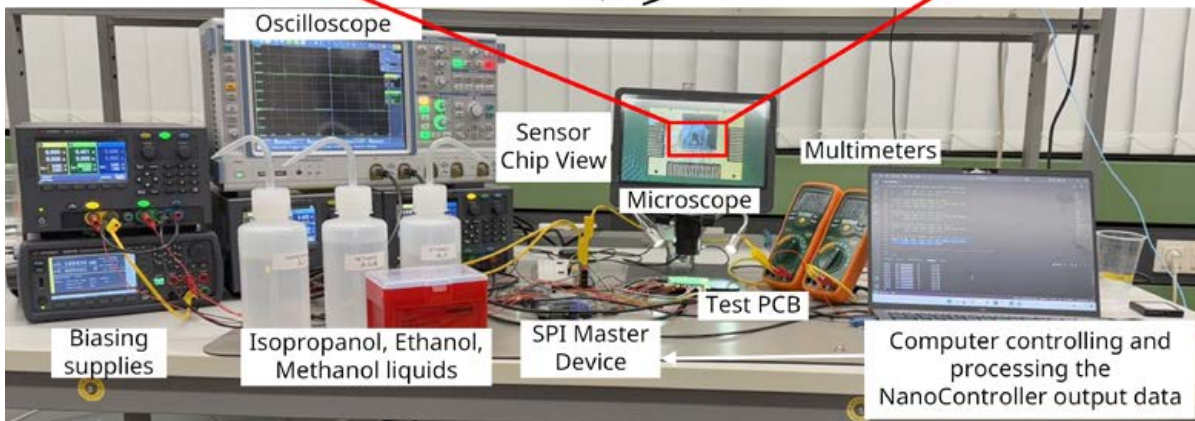 Oscilloscope
Sensor
Chip View
Multimeters
Microscope
Test PCB
Biasing
supplies
Isopropanol, Ethanol,
Methanol liquids
SPI Master
Device
Computer controlling and
processing the
NanoController output data